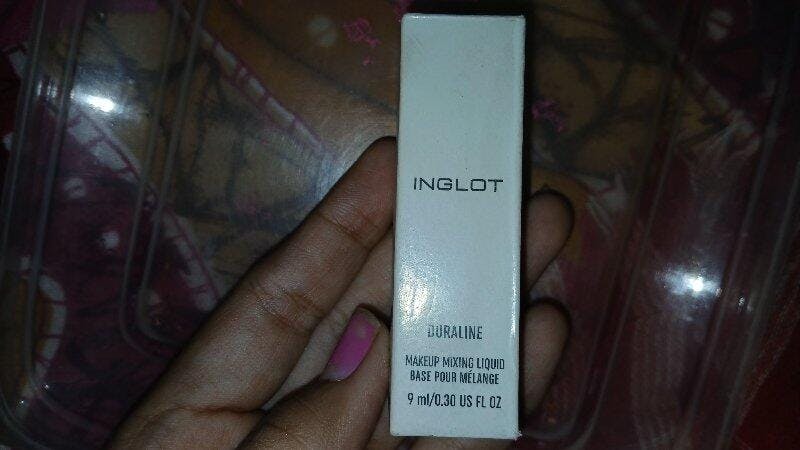 INGLOT
DURALINE
MAKEUP MIXING LIQUID
BASE POUR MÉLANGE
9 ml/0.30 US FL OZ